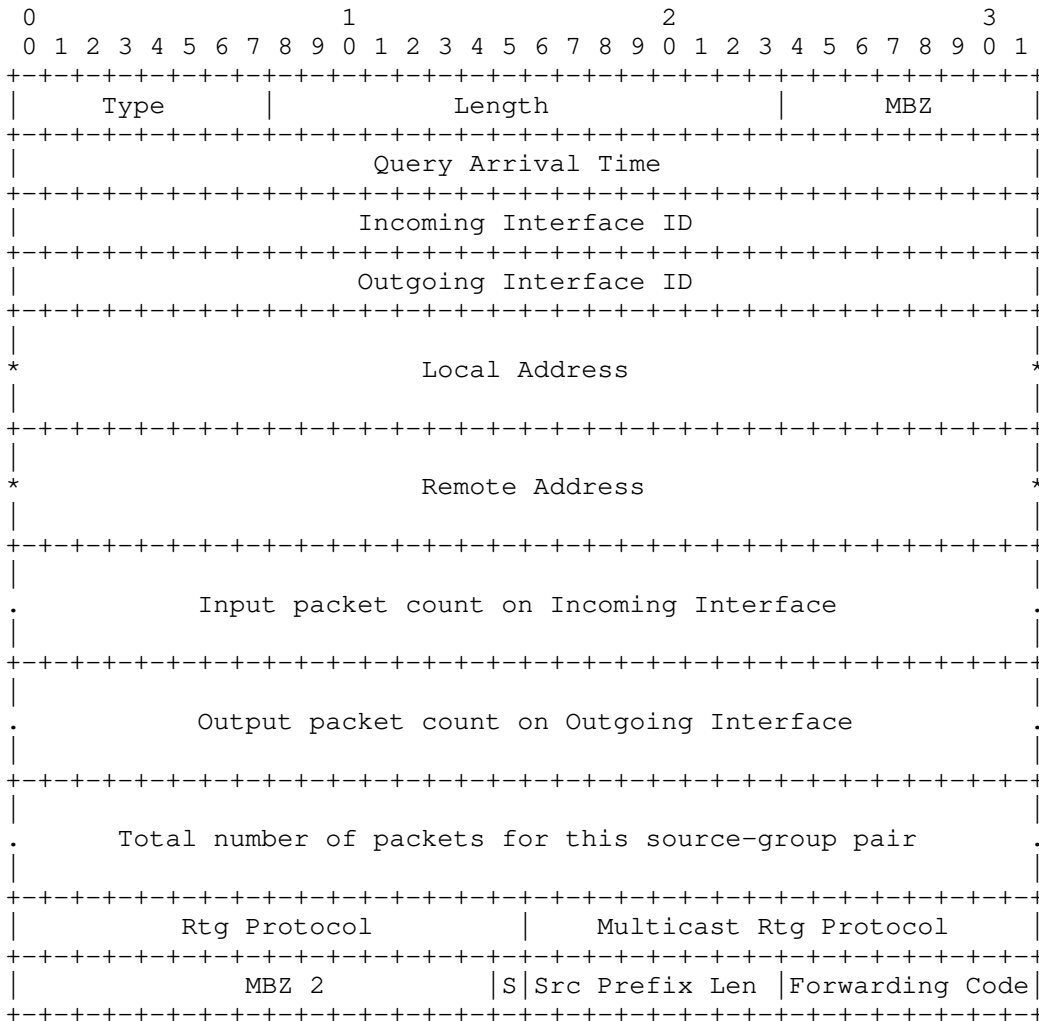 0                   1                   2                   3
0 1 2 3 4 5 6 7 8 9 0 1 2 3 4 5 6 7 8 9 0 1 2 3 4 5 6 7 8 9 0 1
+-+-+-+-+-+-+-+-+-+-+-+-+-+-+-+-+-+-+-+-+-+-+-+-+-+-+-+-+-+-+-+-+
|     Type      |           Length              |      MBZ      |
+-+-+-+-+-+-+-+-+-+-+-+-+-+-+-+-+-+-+-+-+-+-+-+-+-+-+-+-+-+-+-+-+
|                      Query Arrival Time                       |
+-+-+-+-+-+-+-+-+-+-+-+-+-+-+-+-+-+-+-+-+-+-+-+-+-+-+-+-+-+-+-+-+
|                     Incoming Interface ID                     |
+-+-+-+-+-+-+-+-+-+-+-+-+-+-+-+-+-+-+-+-+-+-+-+-+-+-+-+-+-+-+-+-+
|                     Outgoing Interface ID                     |
+-+-+-+-+-+-+-+-+-+-+-+-+-+-+-+-+-+-+-+-+-+-+-+-+-+-+-+-+-+-+-+-+
|                                                               |
*                         Local Address                         *
|                                                               |
+-+-+-+-+-+-+-+-+-+-+-+-+-+-+-+-+-+-+-+-+-+-+-+-+-+-+-+-+-+-+-+-+
|                                                               |
*                         Remote Address                        *
|                                                               |
+-+-+-+-+-+-+-+-+-+-+-+-+-+-+-+-+-+-+-+-+-+-+-+-+-+-+-+-+-+-+-+-+
|                                                               |
.           Input packet count on Incoming Interface            .
|                                                               |
+-+-+-+-+-+-+-+-+-+-+-+-+-+-+-+-+-+-+-+-+-+-+-+-+-+-+-+-+-+-+-+-+
|                                                               |
.           Output packet count on Outgoing Interface           .
|                                                               |
+-+-+-+-+-+-+-+-+-+-+-+-+-+-+-+-+-+-+-+-+-+-+-+-+-+-+-+-+-+-+-+-+
|                                                               |
.      Total number of packets for this source-group pair       .
|                                                               |
+-+-+-+-+-+-+-+-+-+-+-+-+-+-+-+-+-+-+-+-+-+-+-+-+-+-+-+-+-+-+-+-+
|          Rtg Protocol         |    Multicast Rtg Protocol     |
+-+-+-+-+-+-+-+-+-+-+-+-+-+-+-+-+-+-+-+-+-+-+-+-+-+-+-+-+-+-+-+-+
|              MBZ 2          |S|Src Prefix Len |Forwarding Code|
+-+-+-+-+-+-+-+-+-+-+-+-+-+-+-+-+-+-+-+-+-+-+-+-+-+-+-+-+-+-+-+-+